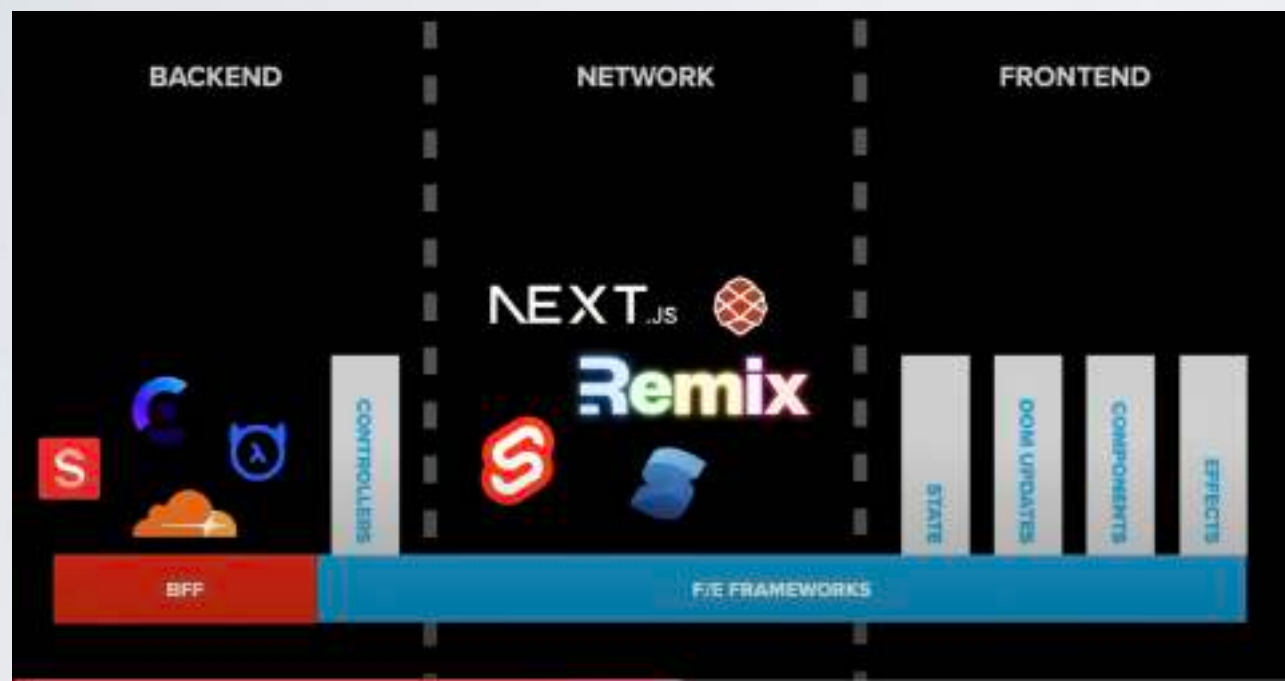 BACKEND
NETWORK
FRONTEND
NEXT.JS
Remix
S
CONTROLLERS
STATE
DOM UPDATES
COMPONENTS
EFFECTS
BFF
F/E FRAMEWORKS